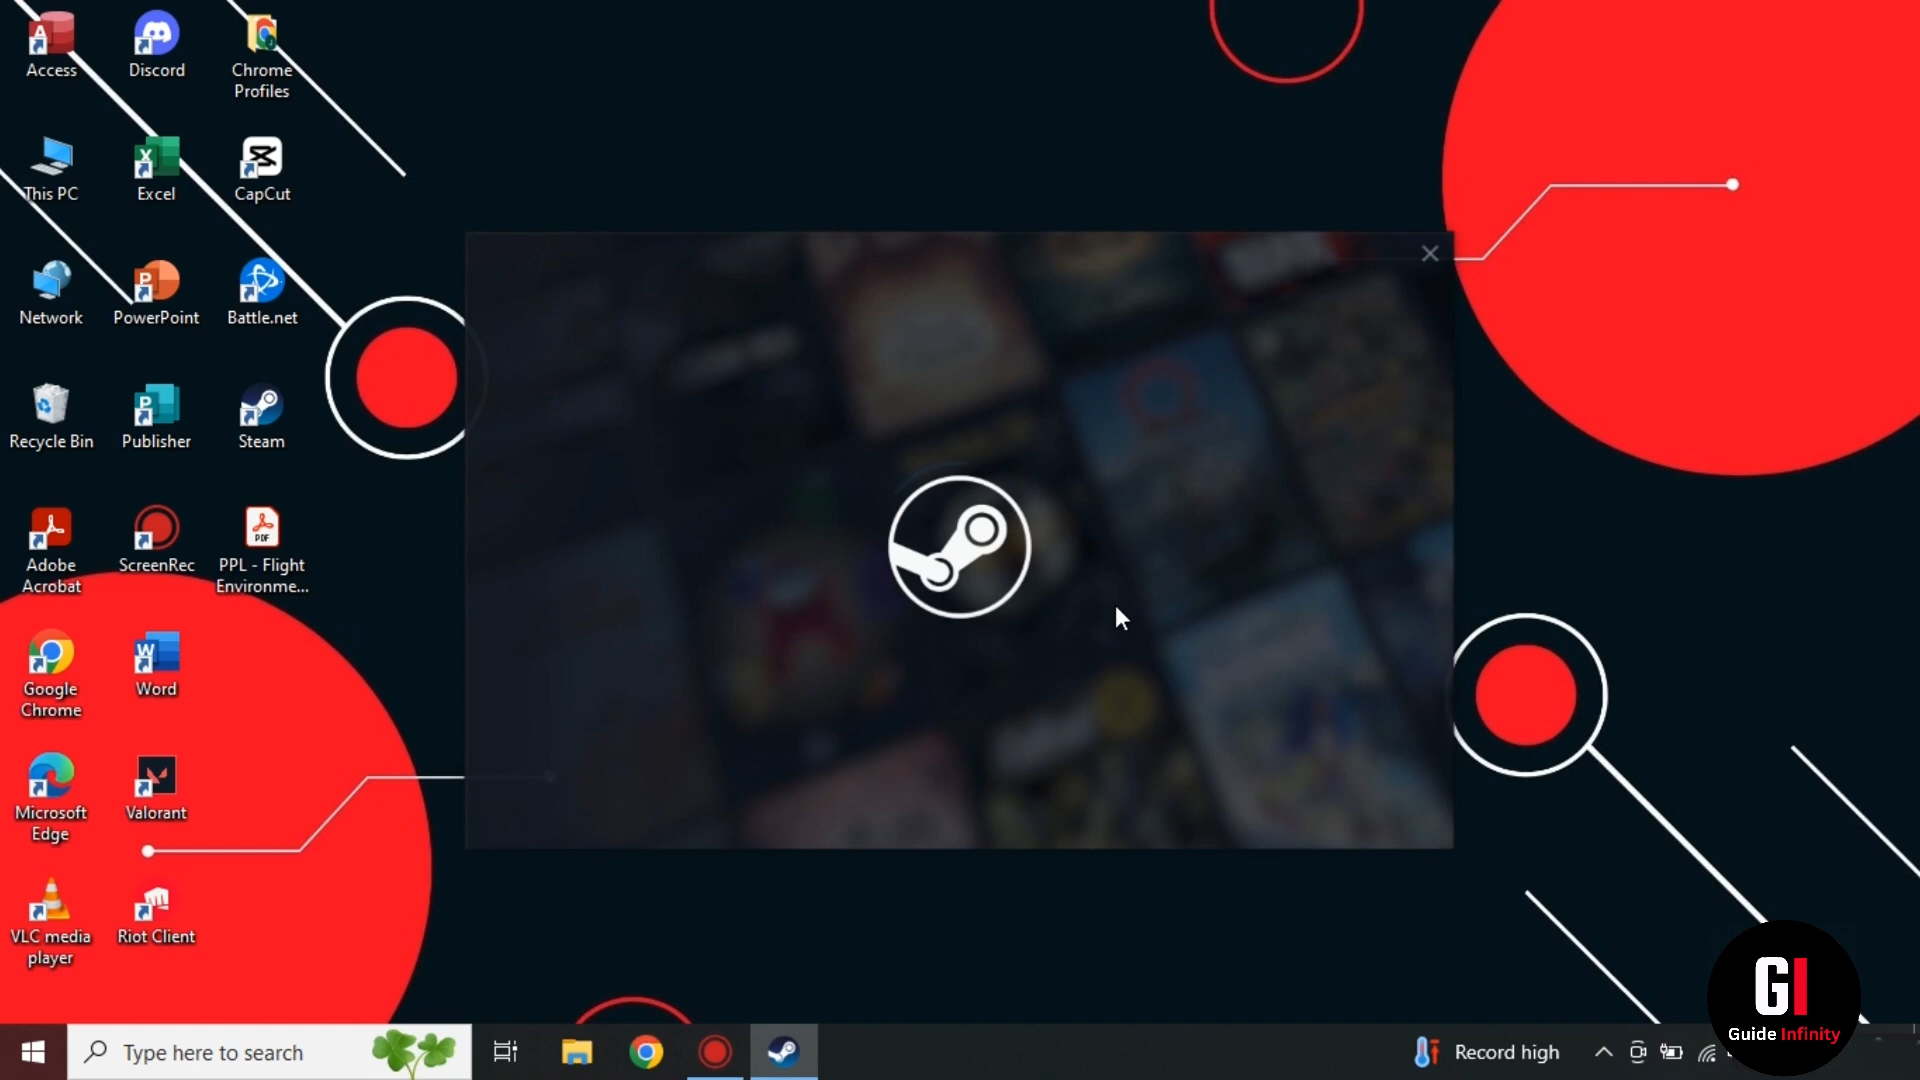 Access
Discord
Chrome
Profiles
This PC
Excel
CapCut
Network
PowerPoint
Battle.net
Recycle Bin
Publisher
Steam
Adobe
Acrobat
ScreenRec
PPL - Flight
Environme...
Google
Chrome
Word
Microsoft
Edge
Valorant
VLC media
player
Riot Client
Type here to search
Record high
GI
Guide Infinity